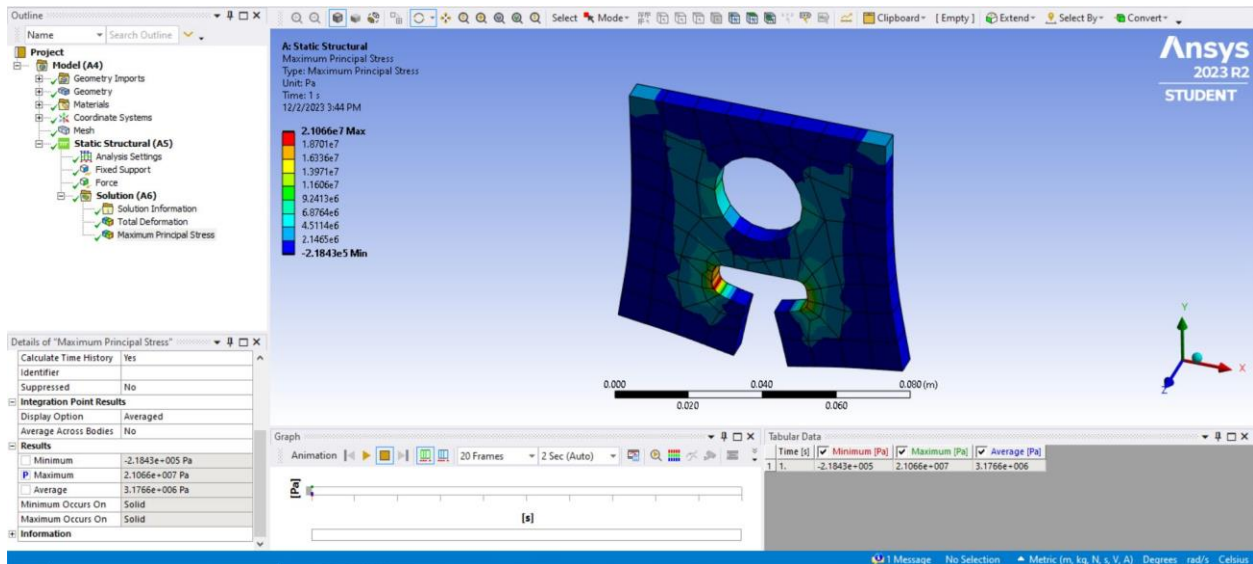 Outline
Name
Search Outline
Project
Model (A4)
Geometry Imports
Geometry
Materials
Coordinate Systems
Mesh
Static Structural (A5)
Analysis Settings
Fixed Support
Force
Solution (A6)
Solution Information
Total Deformation
Maximum Principal Stress
Details of "Maximum Principal Stress"
Calculate Time History Yes
Identifier
Suppressed No
Integration Point Results
Display Option Averaged
Average Across Bodies No
Results
Minimum -2.1843e+005 Pa
P Maximum 2.1066e+007 Pa
Average 3.1766e+006 Pa
Minimum Occurs On Solid
Maximum Occurs On Solid
Information
Select Mode Clipboard [ Empty ] Extend Select By Convert
A: Static Structural
Maximum Principal Stress
Type: Maximum Principal Stress
Unit: Pa
Time: 1 s
12/2/2023 3:44 PM
2.1066e7 Max
1.8701e7
1.6336e7
1.3971e7
1.1606e7
9.2413e6
6.8764e6
4.5114e6
2.1465e6
-2.1843e5 Min
Ansys
2023 R2
STUDENT
0.000 0.040 0.080 (m)
0.020 0.060
Y
X
Z
Graph
Animation 20 Frames 2 Sec (Auto)
[Pa]
[s]
Tabular Data
Time [s] Minimum [Pa] Maximum [Pa] Average [Pa]
1 1. -2.1843e+005 2.1066e+007 3.1766e+006
1 Message No Selection Metric (m, kg, N, s, V, A) Degrees rad/s Celsius